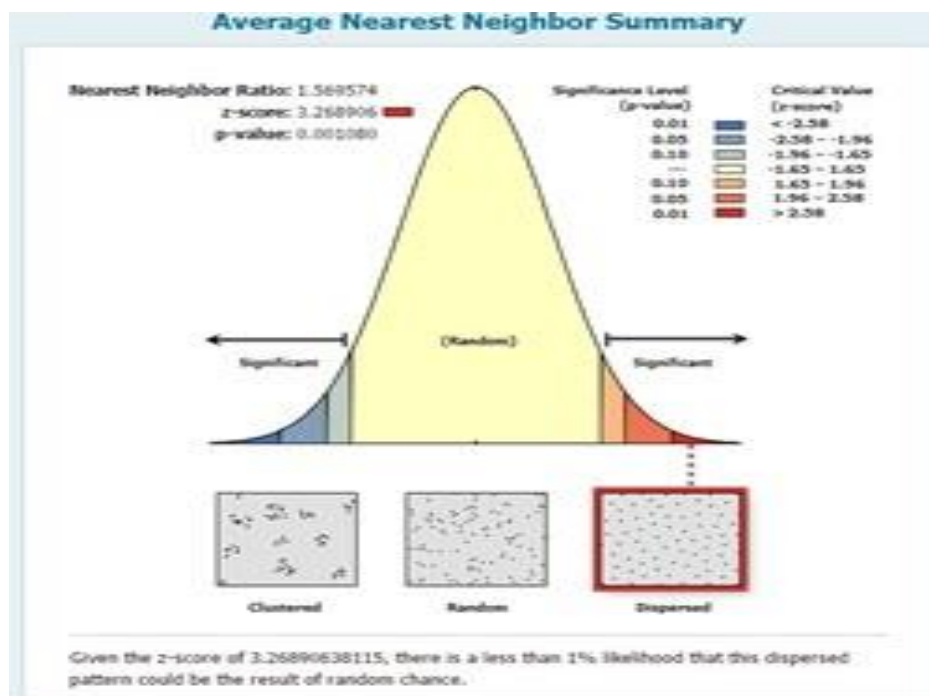 Average Nearest Neighbor Summary
Nearest Neighbor Ratio: 1.569574
z-score: 3.268906
p-value: 0.001080
Significance Level Critical Value
(p-value) (z-score)
0.01 < -2.58
0.05 -2.58 - -1.96
0.10 -1.96 - -1.65
--- -1.65 - 1.65
0.10 1.65 - 1.96
0.05 1.96 - 2.58
0.01 > 2.58
(Random)
Significant Significant
Clustered Random Dispersed
Given the z-score of 3.26890638115, there is a less than 1% likelihood that this dispersed
pattern could be the result of random chance.